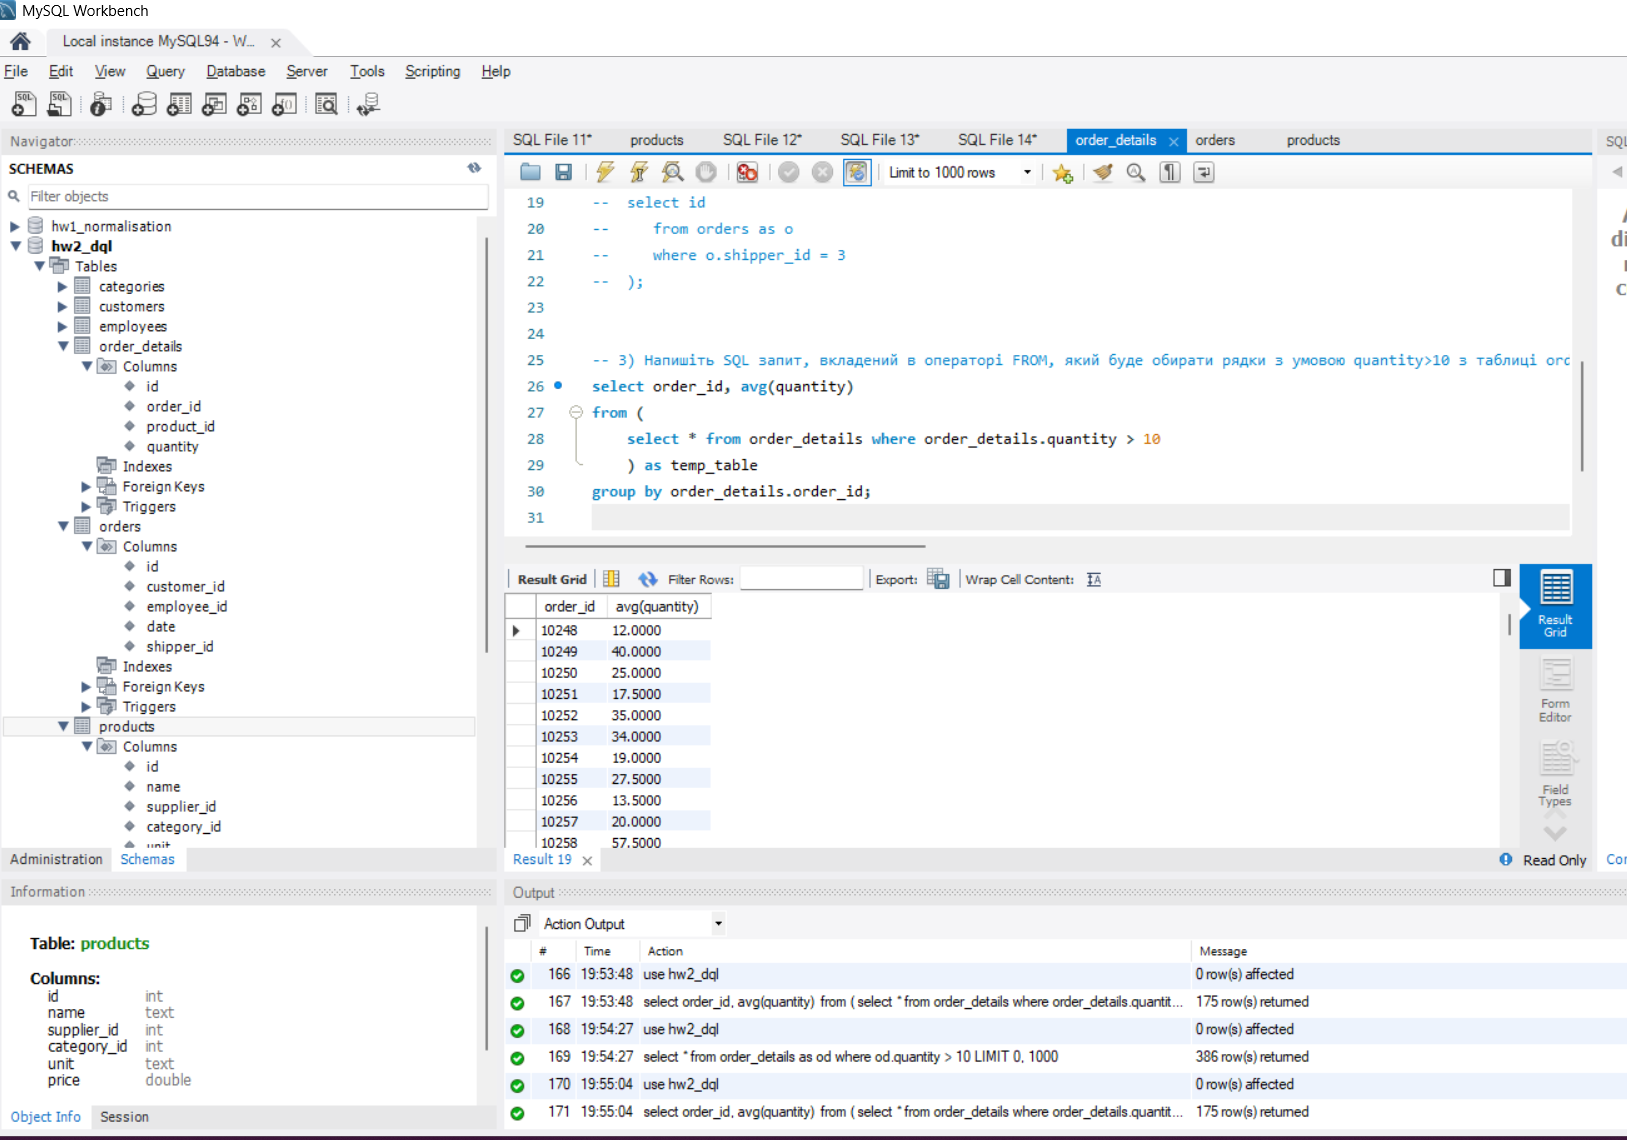 MySQL Workbench
Local instance MySQL94 - W...
File Edit View Query Database Server Tools Scripting Help
Navigator
SCHEMAS
Filter objects
hw1_normalisation
hw2_dql
Tables
categories
customers
employees
order_details
Columns
id
order_id
product_id
quantity
Indexes
Foreign Keys
Triggers
orders
Columns
id
customer_id
employee_id
date
shipper_id
Indexes
Foreign Keys
Triggers
products
Columns
id
name
supplier_id
category_id
unit
Administration Schemas
Information
Table: products
Columns:
id int
name text
supplier_id int
category_id int
unit text
price double
Object Info Session
SQL File 11* products SQL File 12* SQL File 13* SQL File 14* order_details orders products
Limit to 1000 rows
19 -- select id
20 -- from orders as o
21 -- where o.shipper_id = 3
22 -- );
23
24
25 -- 3) Напишіть SQL запит, вкладений в операторі FROM, який буде обирати рядки з умовою quantity>10 з таблиці
26 select order_id, avg(quantity)
27 from (
28 select * from order_details where order_details.quantity > 10
29 ) as temp_table
30 group by order_details.order_id;
31
Result Grid Filter Rows: Export: Wrap Cell Content:
order_id avg(quantity)
10248 12.0000
10249 40.0000
10250 25.0000
10251 17.5000
10252 35.0000
10253 34.0000
10254 19.0000
10255 27.5000
10256 13.5000
10257 20.0000
10258 57.5000
Result Grid
Form Editor
Field Types
Result 19 Read Only
Output
Action Output
# Time Action Message
166 19:53:48 use hw2_dql 0 row(s) affected
167 19:53:48 select order_id, avg(quantity) from ( select * from order_details where order_details.quantit... 175 row(s) returned
168 19:54:27 use hw2_dql 0 row(s) affected
169 19:54:27 select * from order_details as od where od.quantity > 10 LIMIT 0, 1000 386 row(s) returned
170 19:55:04 use hw2_dql 0 row(s) affected
171 19:55:04 select order_id, avg(quantity) from ( select * from order_details where order_details.quantit... 175 row(s) returned